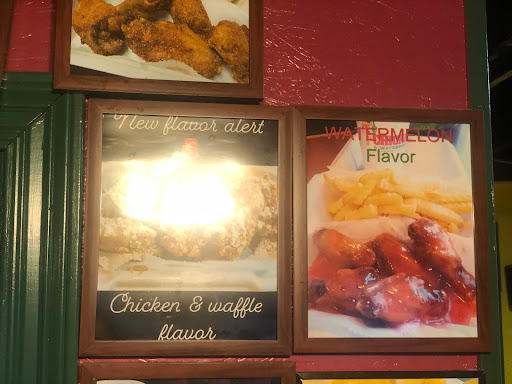 New flavor alert
Chicken & waffle
flavor
WATERMELON
Flavor